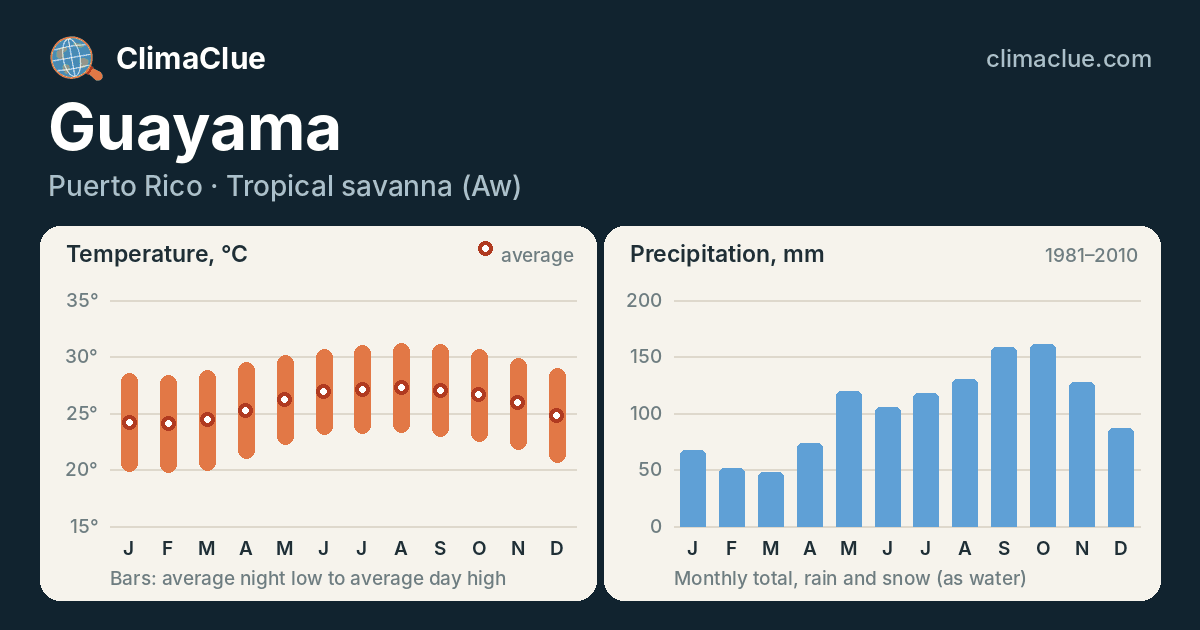 ClimaClue
climaclue.com
Guayama
Puerto Rico · Tropical savanna (Aw)
Temperature, °C
average
35°
30°
25°
20°
15°
J F M A M J J A S O N D
Bars: average night low to average day high
Precipitation, mm
1981–2010
200
150
100
50
0
J F M A M J J A S O N D
Monthly total, rain and snow (as water)